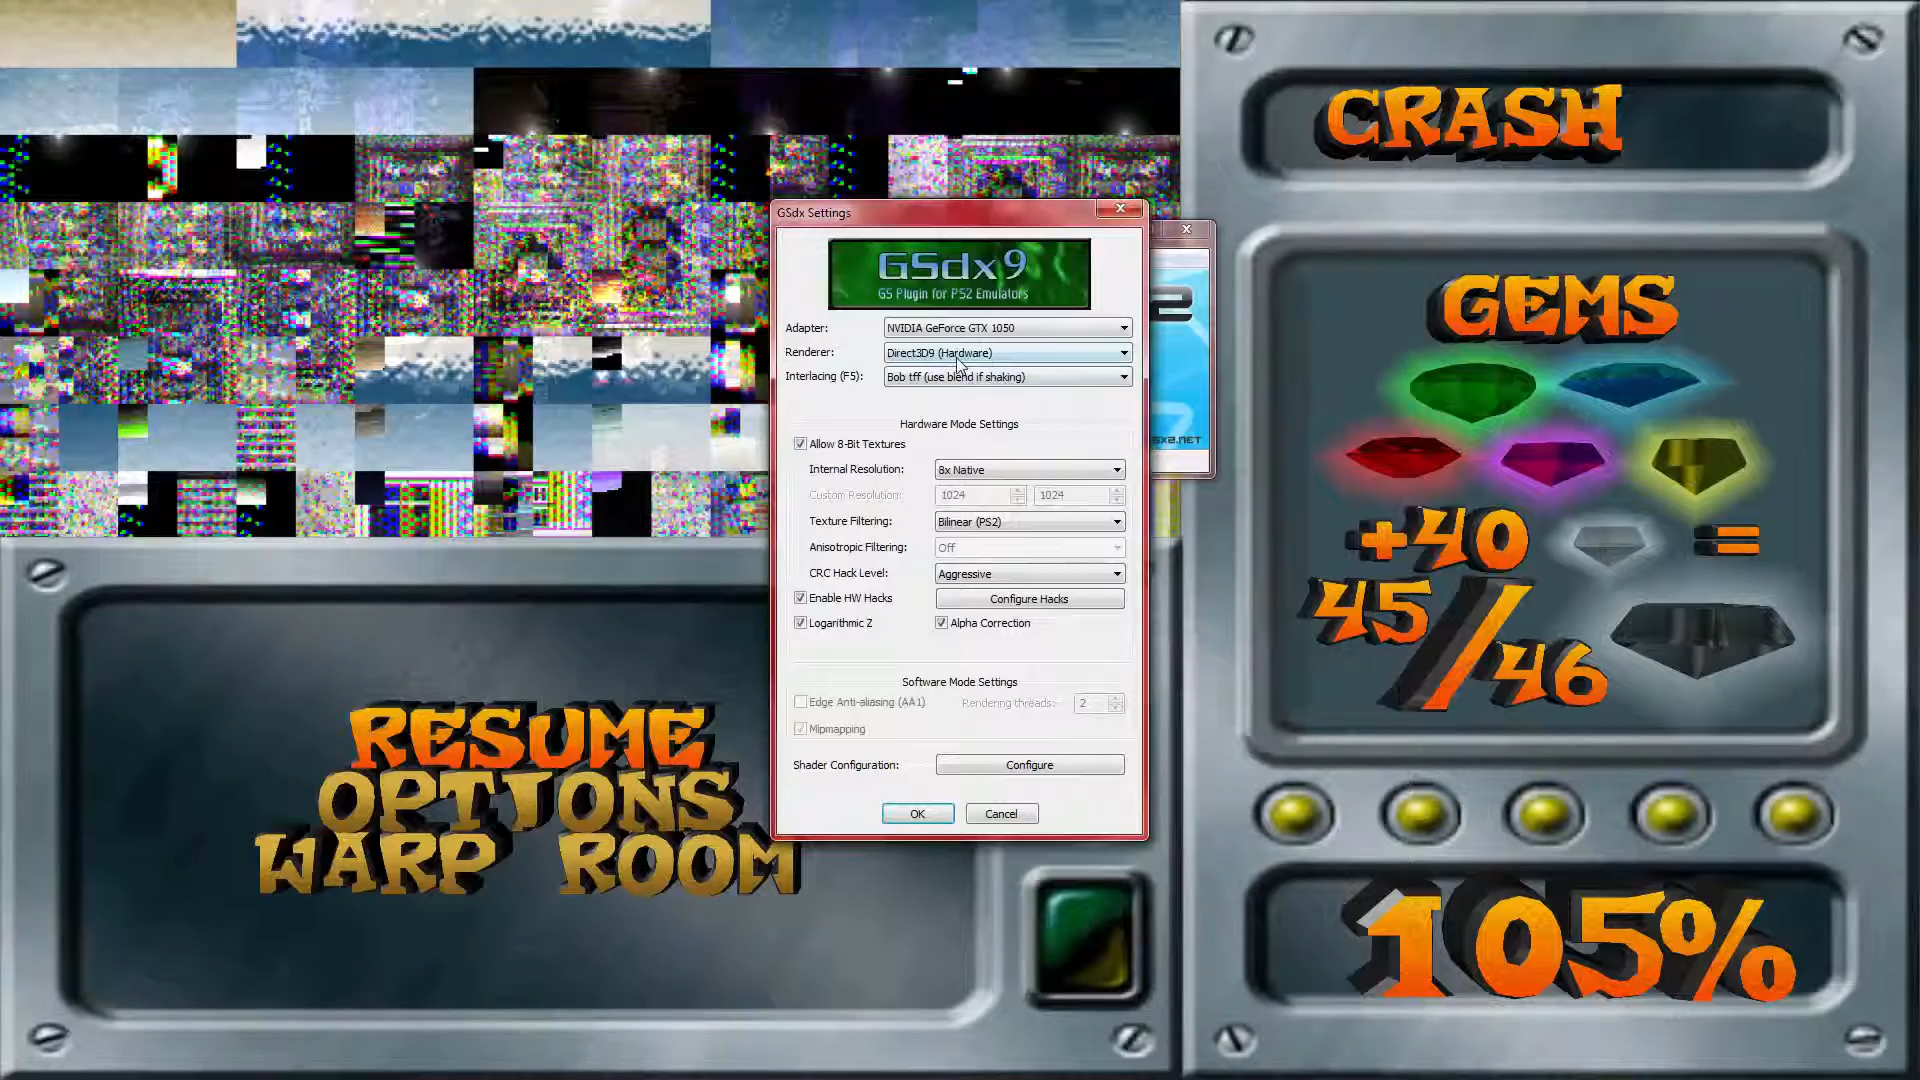 CRASH
GSdx Settings
GSdx9
GS Plugin for PS2 Emulators
Adapter: NVIDIA GeForce GTX 1050
Renderer: Direct3D9 (Hardware)
Interlacing (F5): Bob tff (use blend if shaking)
Hardware Mode Settings
Allow 8-Bit Textures
Internal Resolution: 8x Native
Custom Resolution: 1024 1024
Texture Filtering: Bilinear (PS2)
Anisotropic Filtering: Off
CRC Hack Level: Aggressive
Enable HW Hacks Configure Hacks
Logarithmic Z Alpha Correction
Software Mode Settings
Edge Anti-aliasing (AA1) Rendering threads: 2
Mipmapping
Shader Configuration: Configure
OK Cancel
2
SX2.NET
GEMS
+40 =
45/46
RESUME
OPTIONS
WARP ROOM
105%